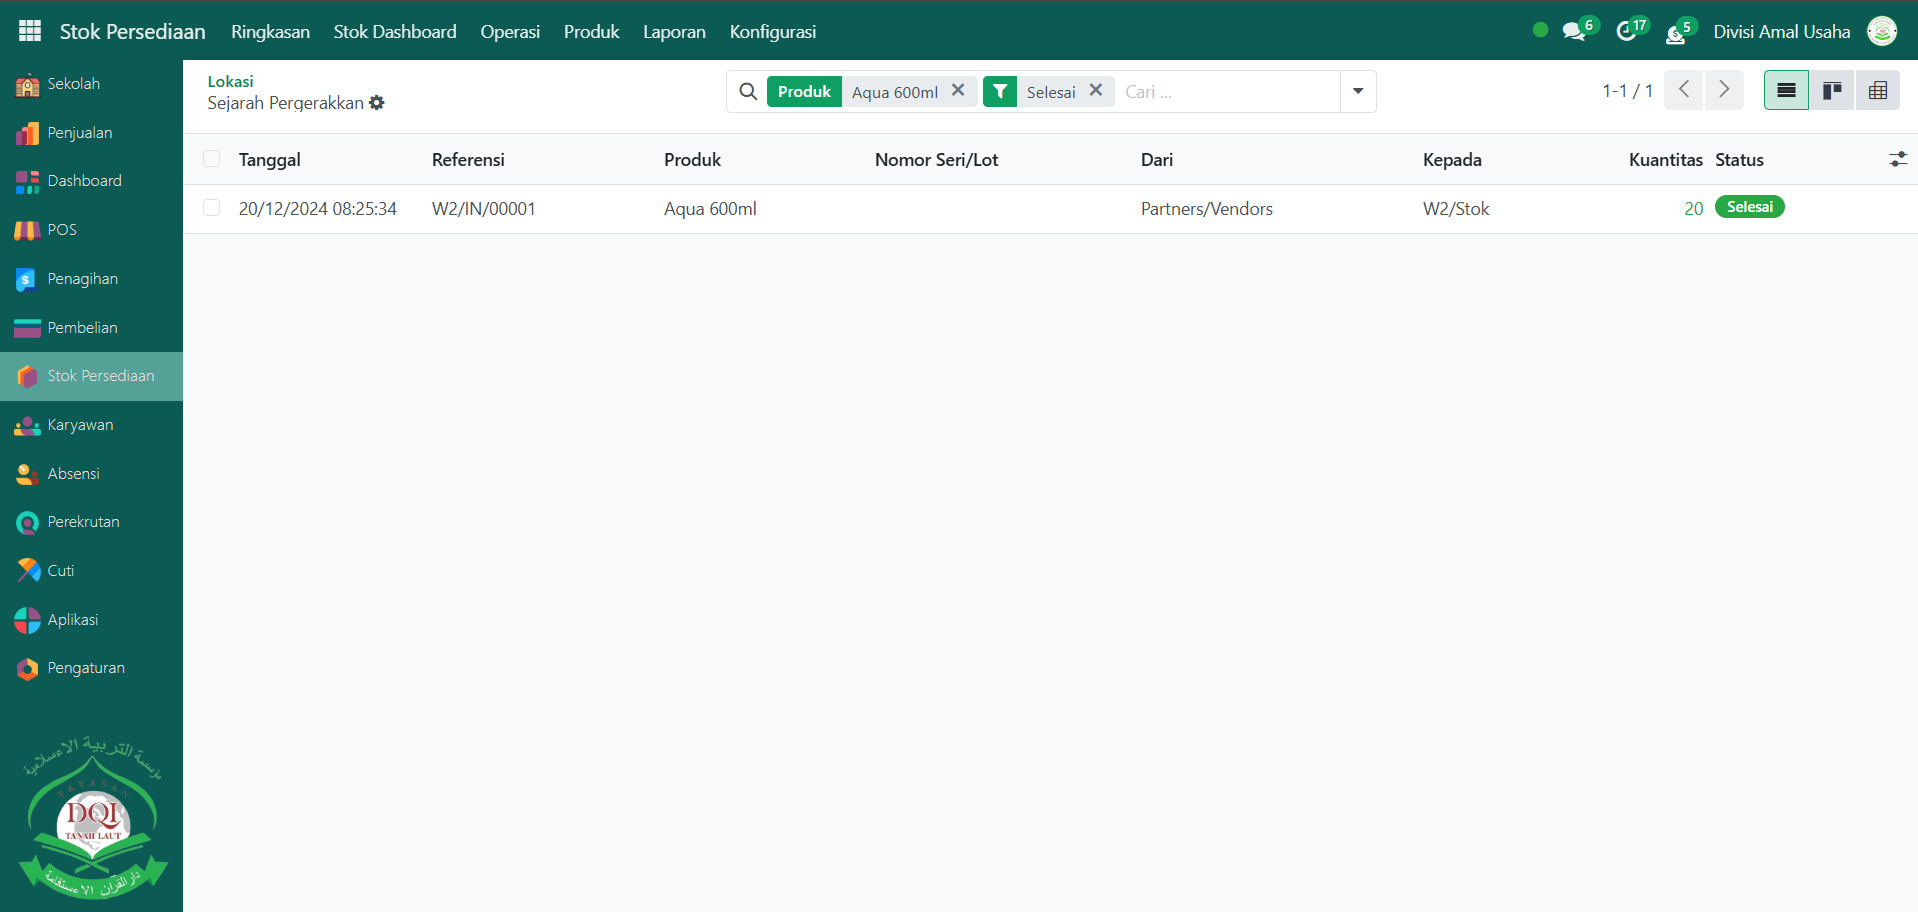 Stok Persediaan Ringkasan Stok Dashboard Operasi Produk Laporan Konfigurasi 6 17 5 Divisi Amal Usaha
Sekolah
Penjualan
Dashboard
POS
Penagihan
Pembelian
Stok Persediaan
Karyawan
Absensi
Perekrutan
Cuti
Aplikasi
Pengaturan
مؤسسة التربية الإسلامية
YAYASAN
DQI
TANAH LAUT
دار القرآن الاستقامة
Lokasi
Sejarah Pergerakkan
Produk Aqua 600ml Selesai Cari ...
1-1 / 1
Tanggal Referensi Produk Nomor Seri/Lot Dari Kepada Kuantitas Status
20/12/2024 08:25:34 W2/IN/00001 Aqua 600ml Partners/Vendors W2/Stok 20 Selesai